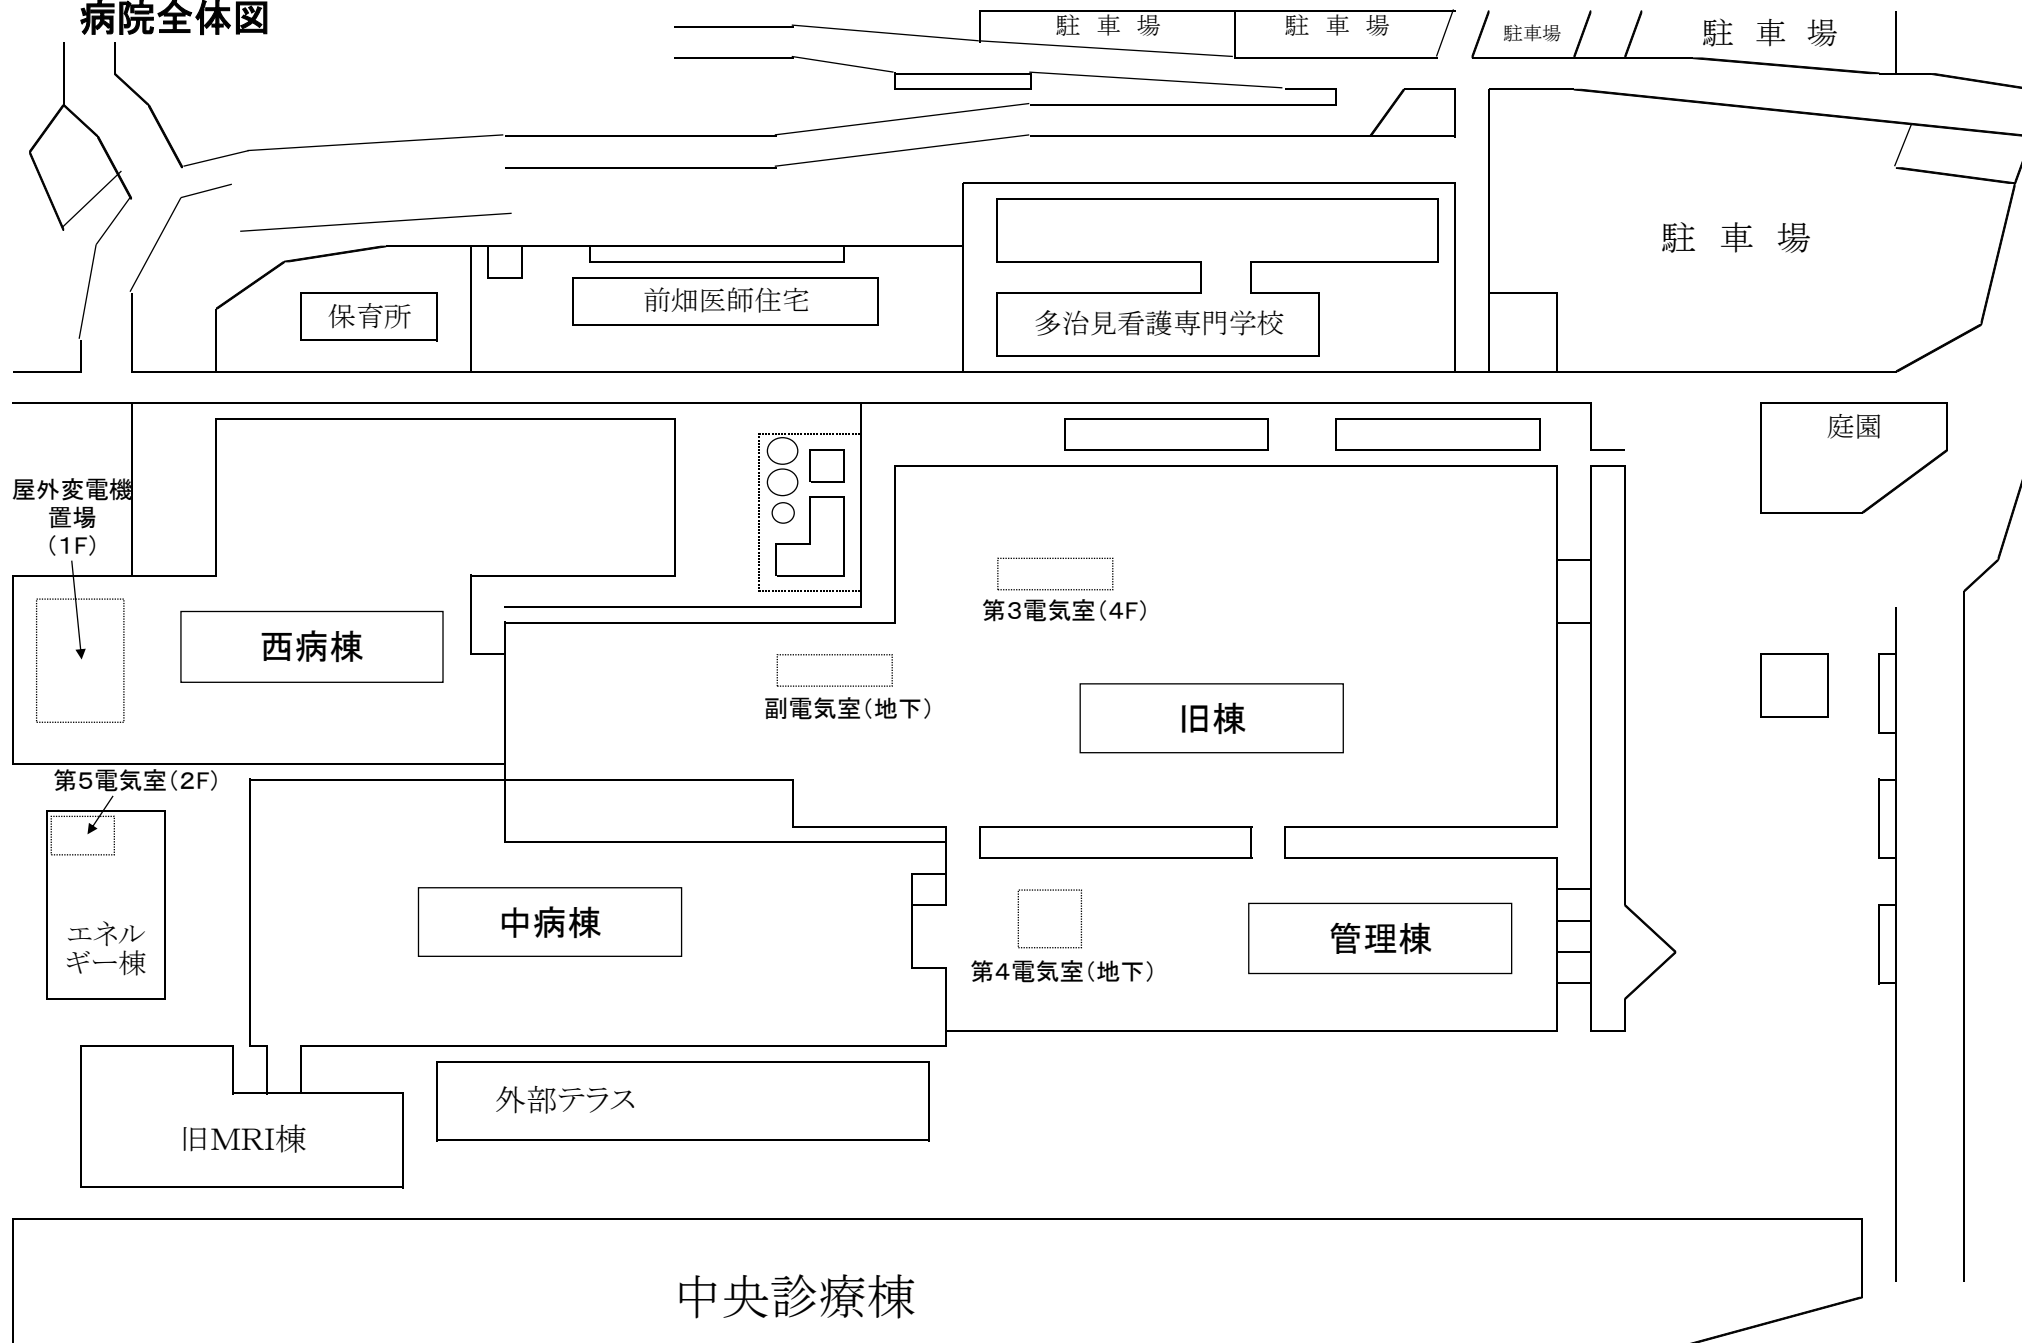 病院全体図
駐 車 場
駐 車 場
駐車場
駐 車 場
駐 車 場
保育所
前畑医師住宅
多治見看護専門学校
庭園
屋外変電機
置場
(1F)
第3電気室(4F)
西病棟
副電気室(地下)
旧棟
第5電気室(2F)
中病棟
管理棟
エネル
ギー棟
第4電気室(地下)
外部テラス
旧MRI棟
中央診療棟